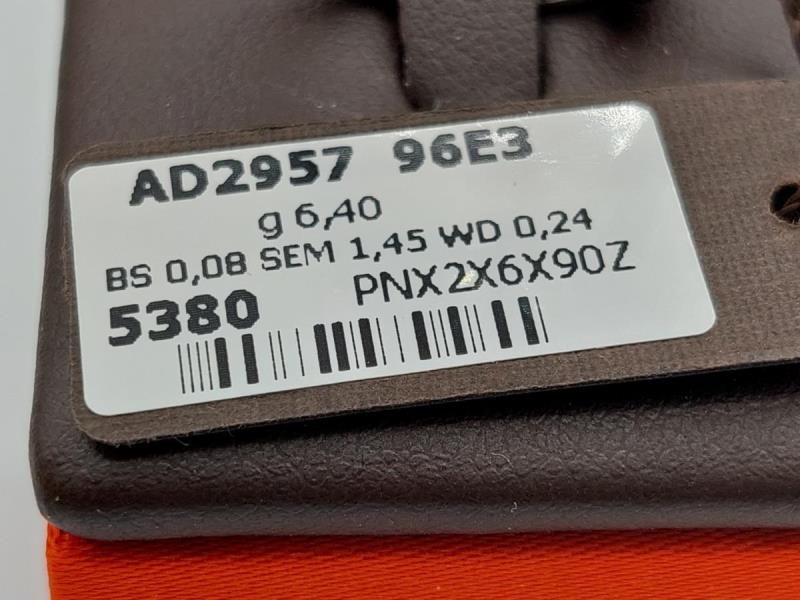 AD2957 96E3
g 6,40
BS 0,08 SEM 1,45 WD 0,24
PNX2X6X90Z
5380